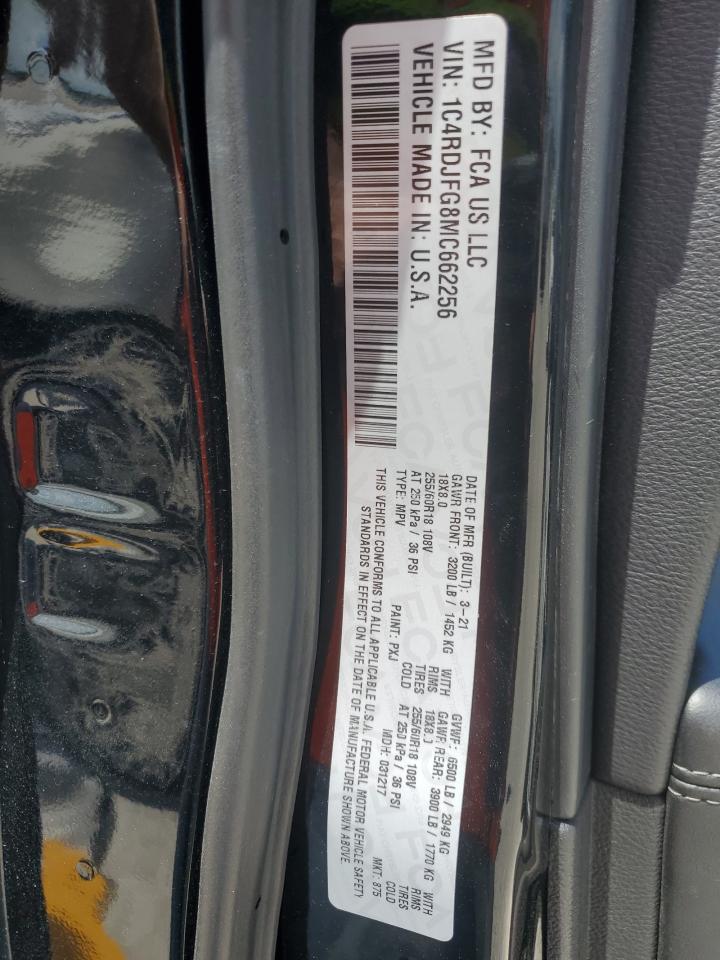 MFD BY: FCA US LLC
VIN: 1C4RDJFG8MC662256
VEHICLE MADE IN: U.S.A.
DATE OF MFR (BUILT): 3-21 GVWR: 6500 LB / 2949 KG
GAWR FRONT: 3200 LB / 1452 KG WITH GAWR REAR: 3900 LB / 1770 KG WITH
18X8.0 RIMS 18X8.0 RIMS
255/60R18 108V TIRES 255/60R18 108V TIRES
AT 250 kPa / 36 PSI COLD AT 250 kPa / 36 PSI COLD
TYPE: MPV PAINT: PXJ MDH: 031217 MKT: 875
THIS VEHICLE CONFORMS TO ALL APPLICABLE U.S.A. FEDERAL MOTOR VEHICLE SAFETY
STANDARDS IN EFFECT ON THE DATE OF MANUFACTURE SHOWN ABOVE.